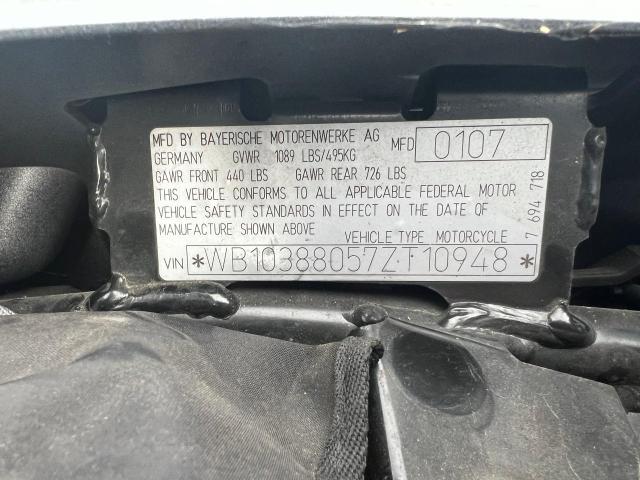 MFD BY BAYERISCHE MOTORENWERKE AG MFD 0107
GERMANY GVWR 1089 LBS/495KG
GAWR FRONT 440 LBS GAWR REAR 726 LBS
THIS VEHICLE CONFORMS TO ALL APPLICABLE FEDERAL MOTOR
VEHICLE SAFETY STANDARDS IN EFFECT ON THE DATE OF
MANUFACTURE SHOWN ABOVE
VEHICLE TYPE MOTORCYCLE
VIN *WB10388057ZT10948*
7 694 718